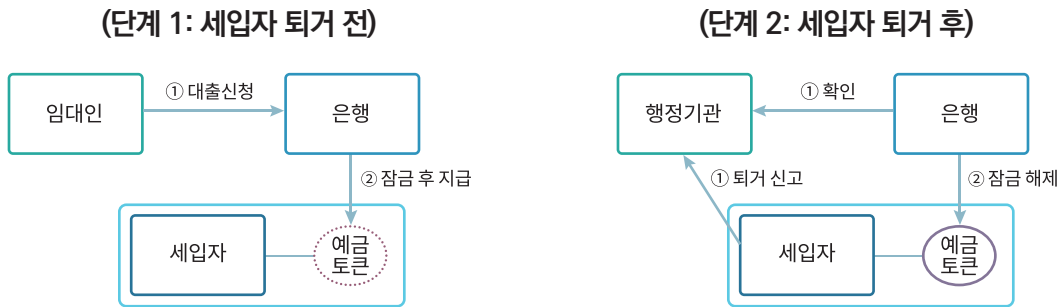 (단계 1: 세입자 퇴거 전)
임대인
① 대출신청
은행
② 잠금 후 지급
세입자
예금
토큰
(단계 2: 세입자 퇴거 후)
행정기관
① 확인
은행
① 퇴거 신고
② 잠금 해제
세입자
예금
토큰